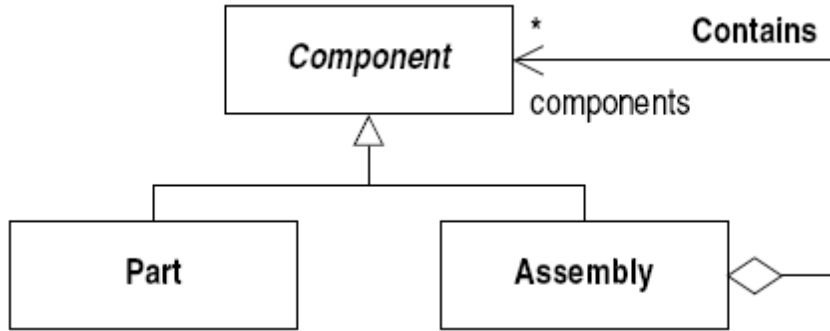 * Contains
Component
components
Part
Assembly